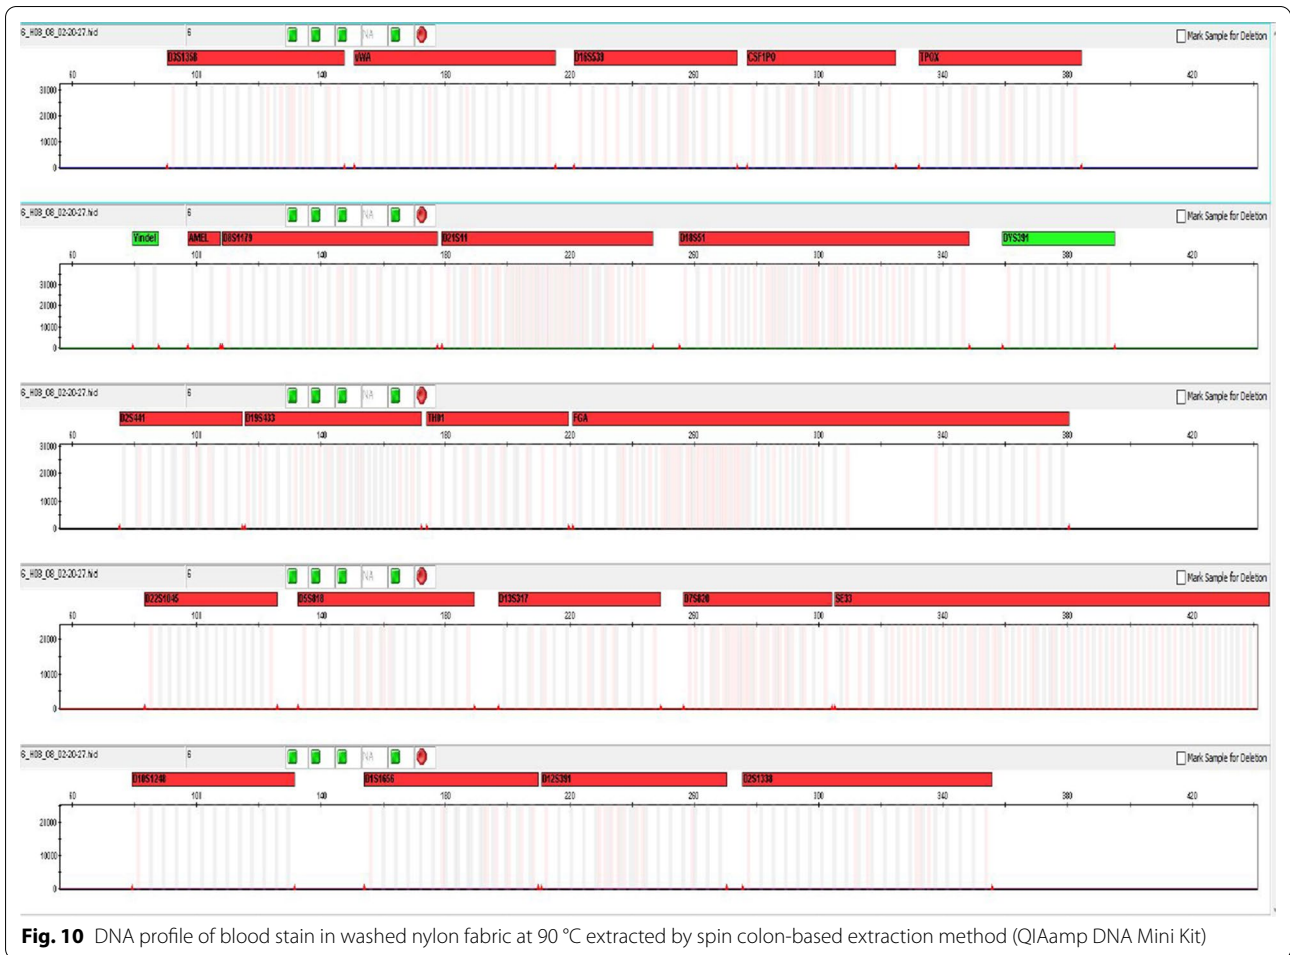 6_H03_08_02-20-27.hid 6 NA Mark Sample for Deletion
D3S1358 vWA D16S539 CSF1PO TPOX
60 100 140 180 220 260 300 340 380 420
30000
20000
10000
0
6_H03_08_02-20-27.hid 6 NA Mark Sample for Deletion
Yindel AMEL D8S1179 D21S11 D18S51 DYS391
60 100 140 180 220 260 300 340 380 420
30000
20000
10000
0
6_H03_08_02-20-27.hid 6 NA Mark Sample for Deletion
D2S441 D19S433 TH01 FGA
60 100 140 180 220 260 300 340 380 420
30000
20000
10000
0
6_H03_08_02-20-27.hid 6 NA Mark Sample for Deletion
D22S1045 D5S818 D13S317 D7S820 SE33
60 100 140 180 220 260 300 340 380 420
20000
10000
0
6_H03_08_02-20-27.hid 6 NA Mark Sample for Deletion
D10S1248 D1S1656 D12S391 D2S1338
60 100 140 180 220 260 300 340 380 420
20000
10000
0
Fig. 10 DNA profile of blood stain in washed nylon fabric at 90 °C extracted by spin colon-based extraction method (QIAamp DNA Mini Kit)